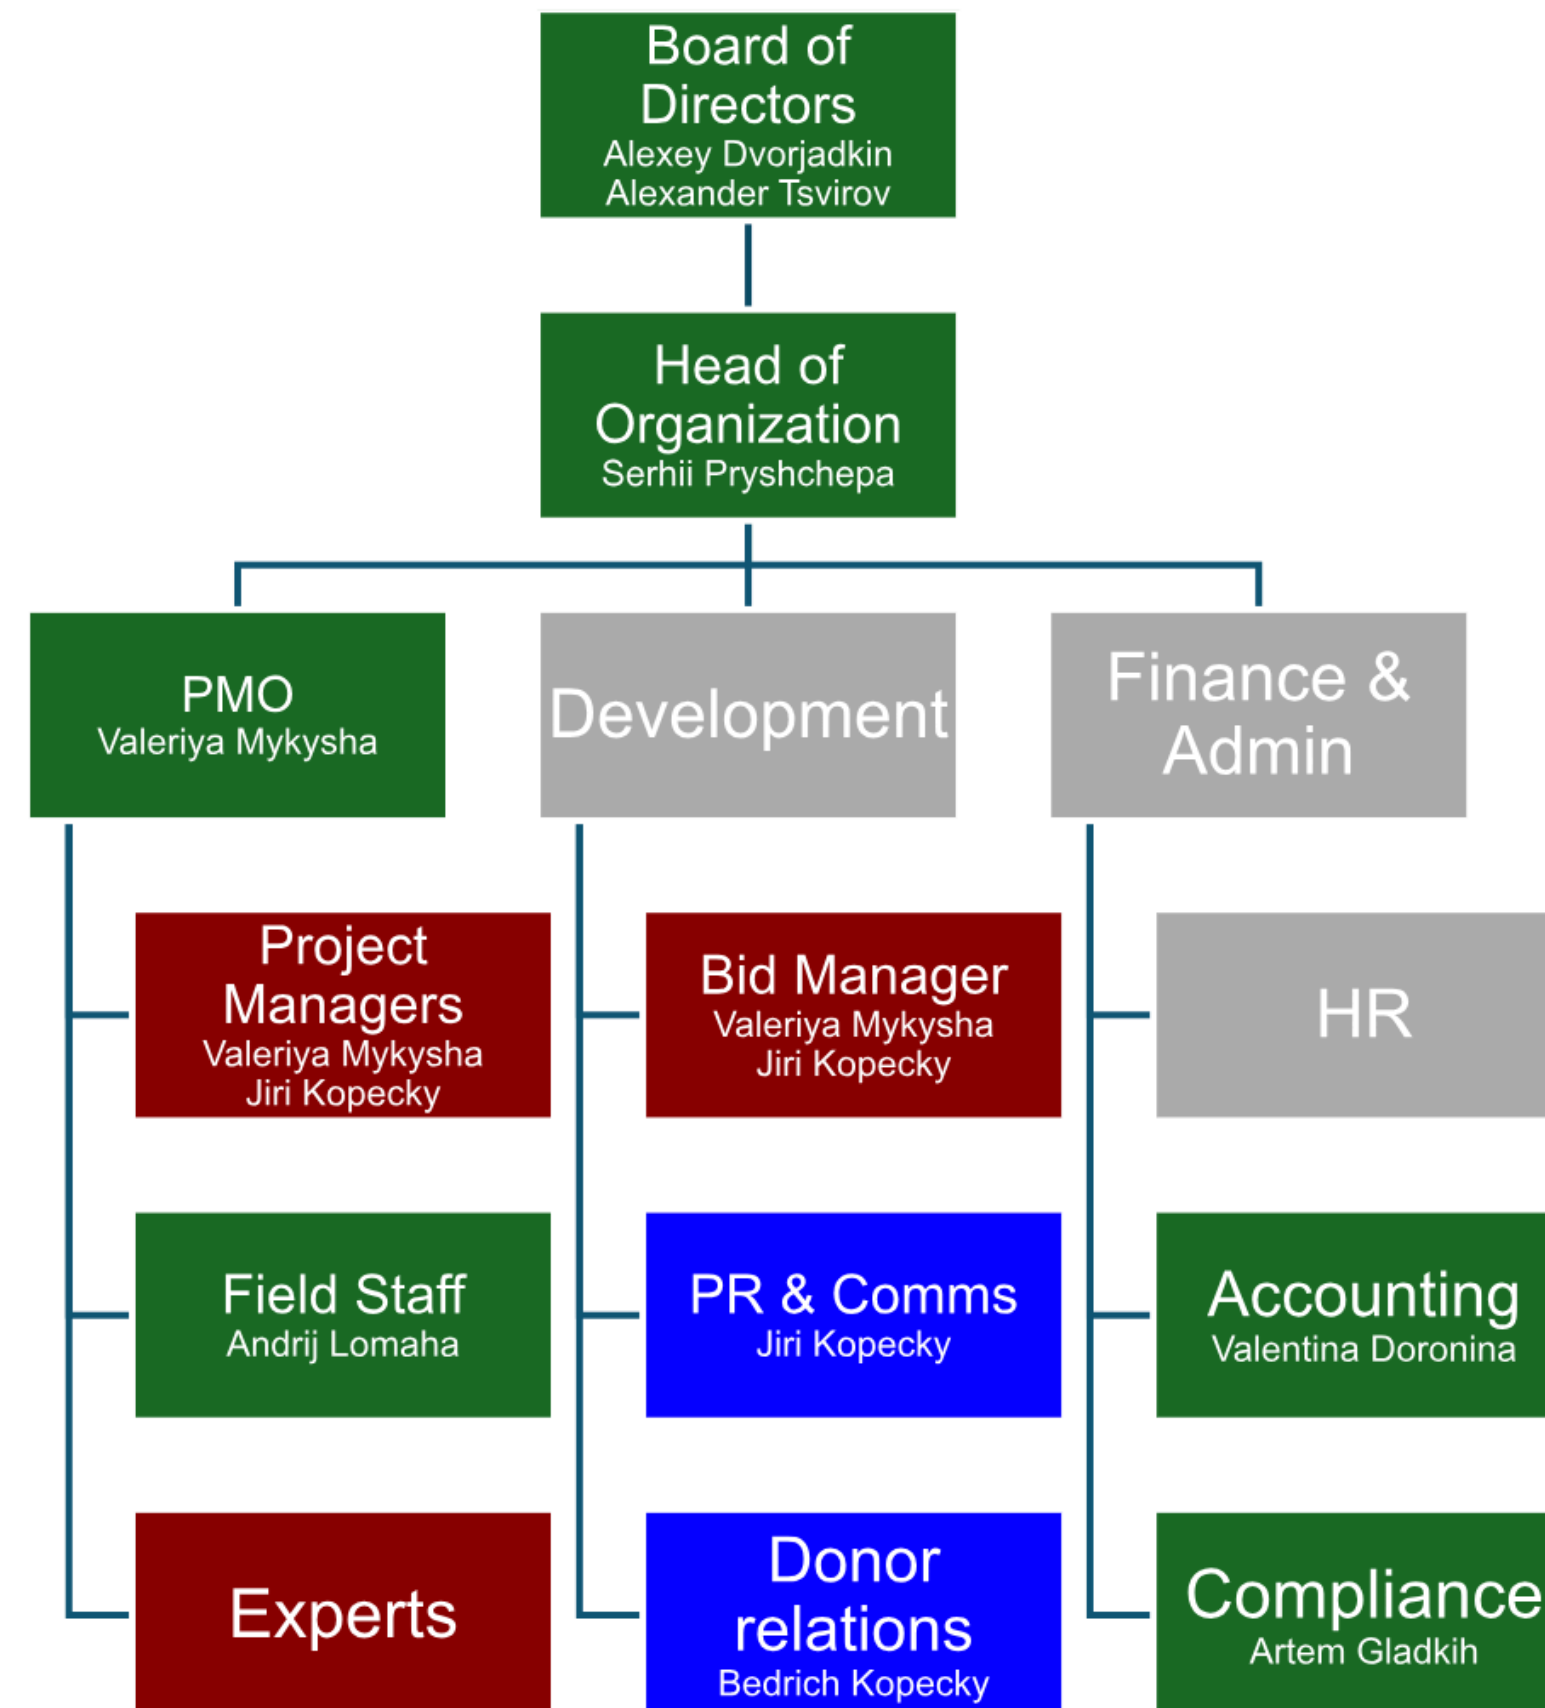 Board of
Directors
Alexey Dvorjadkin
Alexander Tsvirov
Head of
Organization
Serhii Pryshchepa
PMO
Valeriya Mykysha
Development
Finance &
Admin
Project
Managers
Valeriya Mykysha
Jiri Kopecky
Bid Manager
Valeriya Mykysha
Jiri Kopecky
HR
Field Staff
Andrij Lomaha
PR & Comms
Jiri Kopecky
Accounting
Valentina Doronina
Experts
Donor
relations
Bedrich Kopecky
Compliance
Artem Gladkih